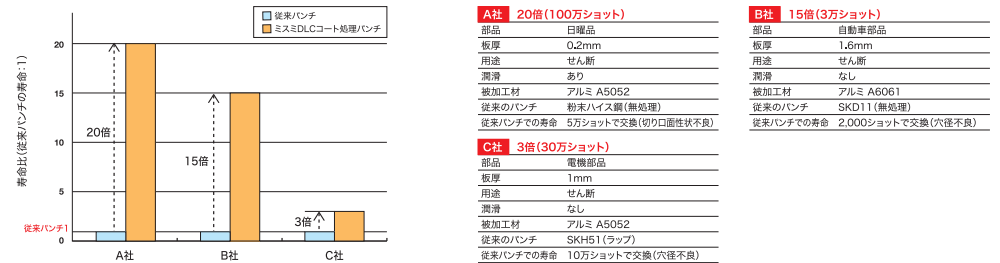 従来パンチ
ミスミDLCコート処理パンチ
寿命比(従来パンチの寿命:1)
20
15
10
5
従来パンチ1
0
20倍
15倍
3倍
A社
B社
C社
A社 20倍(100万ショット)
部品 日曜品
板厚 0.2mm
用途 せん断
潤滑 あり
被加工材 アルミ A5052
従来のパンチ 粉末ハイス鋼(無処理)
従来パンチでの寿命 5万ショットで交換(切り口面性状不良)
C社 3倍(30万ショット)
部品 電機部品
板厚 1mm
用途 せん断
潤滑 なし
被加工材 アルミ A5052
従来のパンチ SKH51(ラップ)
従来パンチでの寿命 10万ショットで交換(穴径不良)
B社 15倍(3万ショット)
部品 自動車部品
板厚 1.6mm
用途 せん断
潤滑 なし
被加工材 アルミ A6061
従来のパンチ SKD11(無処理)
従来パンチでの寿命 2,000ショットで交換(穴径不良)